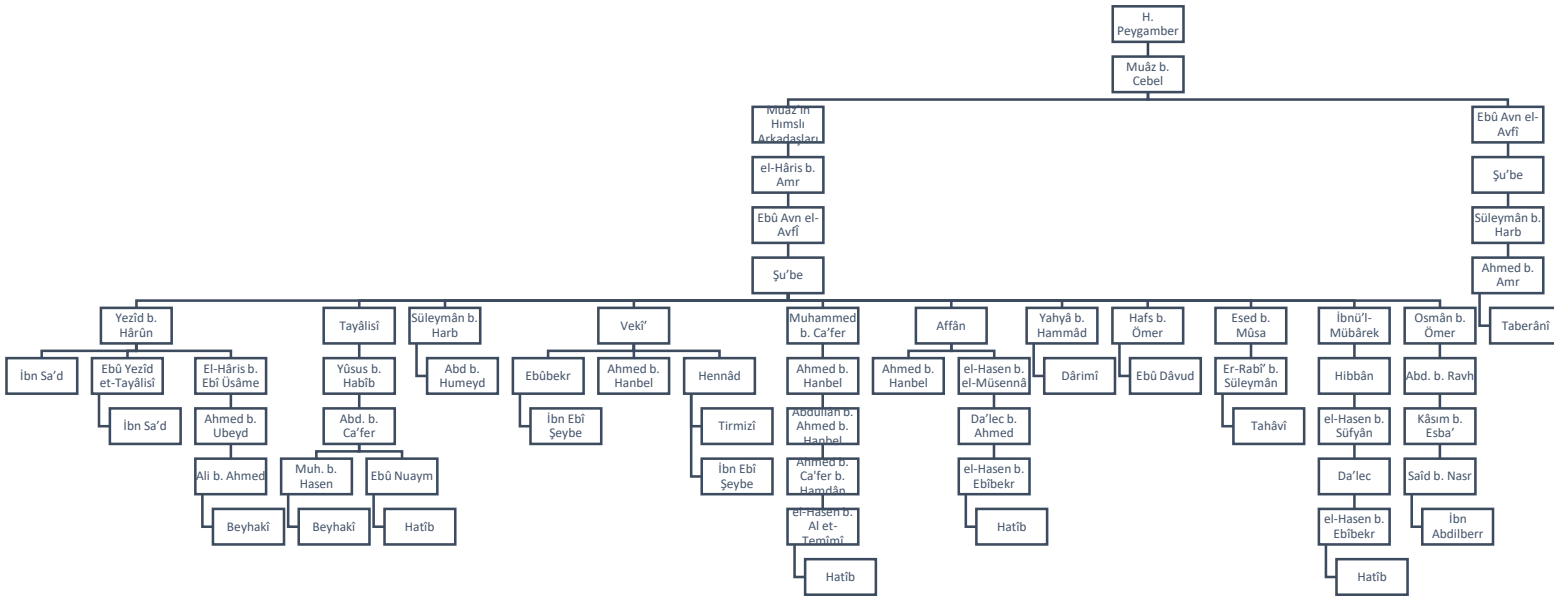 H.
Peygamber
Muâz b.
Cebel
Muâz'ın
Hımslı
Arkadaşları
Ebû Avn el-
Avfî
el-Hâris b.
Amr
Şu'be
Ebû Avn el-
Avfî
Süleymân b.
Harb
Şu'be
Ahmed b.
Amr
Yezîd b.
Hârûn
Tayâlisî
Süleymân b.
Harb
Vekî'
Muhammed
b. Ca'fer
Affân
Yahyâ b.
Hammâd
Hafs b.
Ömer
Esed b.
Mûsa
İbnü'l-
Mübârek
Osmân b.
Ömer
Taberânî
İbn Sa'd
Ebû Yezîd
et-Tayâlisî
El-Hâris b.
Ebî Üsâme
Yûsus b.
Habîb
Abd b.
Humeyd
Ebûbekr
Ahmed b.
Hanbel
Hennâd
Ahmed b.
Hanbel
Ahmed b.
Hanbel
el-Hasen b.
el-Müsennâ
Dârimî
Ebû Dâvud
Er-Rabî' b.
Süleymân
Hibbân
Abd. b. Ravh
İbn Sa'd
Ahmed b.
Ubeyd
Abd. b.
Ca'fer
İbn Ebî
Şeybe
Tirmizî
Abdullah b.
Ahmed b.
Hanbel
Da'lec b.
Ahmed
Tahâvî
el-Hasen b.
Süfyân
Kâsım b.
Esba'
Ali b. Ahmed
Muh. b.
Hasen
Ebû Nuaym
İbn Ebî
Şeybe
Ahmed b.
Ca'fer b.
Hamdân
el-Hasen b.
Ebîbekr
Da'lec
Saîd b. Nasr
Beyhakî
Beyhakî
Hatîb
el-Hasen b.
Al et-
Temîmî
Hatîb
el-Hasen b.
Ebîbekr
İbn
Abdilberr
Hatîb
Hatîb